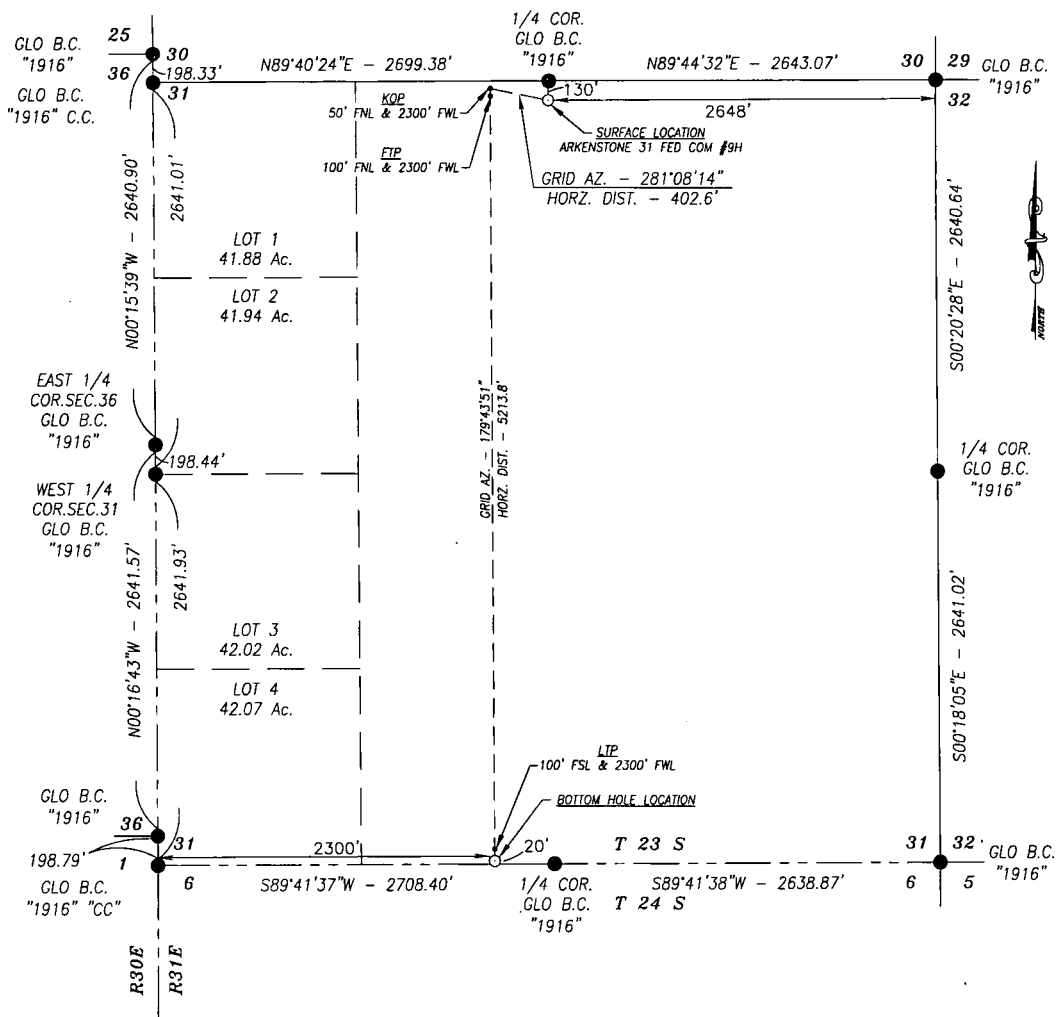 GLO B.C.
"1916"
25
30
36
31
198.33'
GLO B.C.
"1916" C.C.
N89°40'24"E - 2699.38'
1/4 COR.
GLO B.C.
"1916"
N89°44'32"E - 2643.07'
30
29
32
GLO B.C.
"1916"
130'
2648'
KOP
50' FNL & 2300' FWL
FTP
100' FNL & 2300' FWL
SURFACE LOCATION
ARKENSTONE 31 FED COM #9H
GRID AZ. - 281°08'14"
HORZ. DIST. - 402.6'
N00°15'39"W - 2640.90'
2641.01'
LOT 1
41.88 Ac.
LOT 2
41.94 Ac.
S00°20'28"E - 2640.64'
NORTH
EAST 1/4
COR.SEC.36
GLO B.C.
"1916"
198.44'
WEST 1/4
COR.SEC.31
GLO B.C.
"1916"
GRID AZ. - 179°43'51"
HORZ. DIST. - 5213.8'
1/4 COR.
GLO B.C.
"1916"
N00°16'43"W - 2641.57'
2641.93'
LOT 3
42.02 Ac.
LOT 4
42.07 Ac.
S00°18'05"E - 2641.02'
LTP
100' FSL & 2300' FWL
BOTTOM HOLE LOCATION
GLO B.C.
"1916"
36
31
198.79'
1
6
GLO B.C.
"1916" "CC"
2300'
20'
S89°41'37"W - 2708.40'
1/4 COR.
GLO B.C.
"1916"
T 23 S
T 24 S
S89°41'38"W - 2638.87'
31
32
6
5
GLO B.C.
"1916"
R30E
R31E